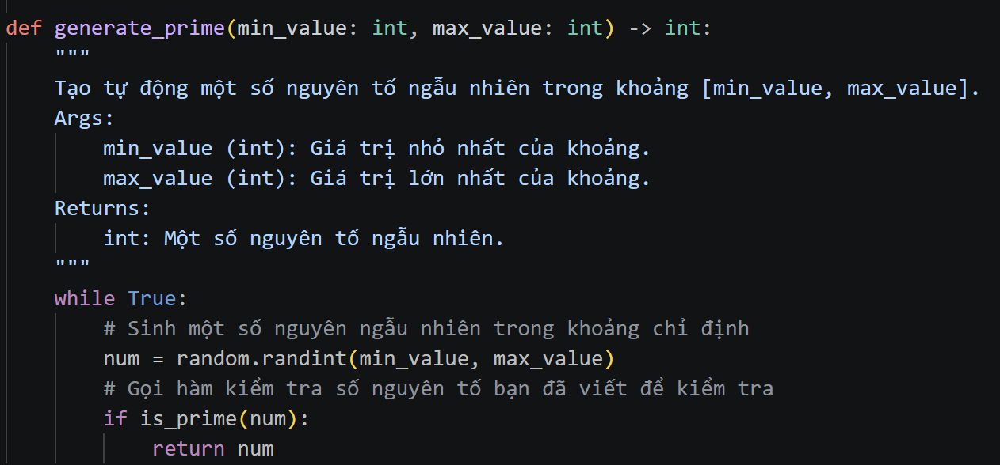 def generate_prime(min_value: int, max_value: int) -> int:
"""
Tạo tự động một số nguyên tố ngẫu nhiên trong khoảng [min_value, max_value].
Args:
min_value (int): Giá trị nhỏ nhất của khoảng.
max_value (int): Giá trị lớn nhất của khoảng.
Returns:
int: Một số nguyên tố ngẫu nhiên.
"""
while True:
# Sinh một số nguyên ngẫu nhiên trong khoảng chỉ định
num = random.randint(min_value, max_value)
# Gọi hàm kiểm tra số nguyên tố bạn đã viết để kiểm tra
if is_prime(num):
return num